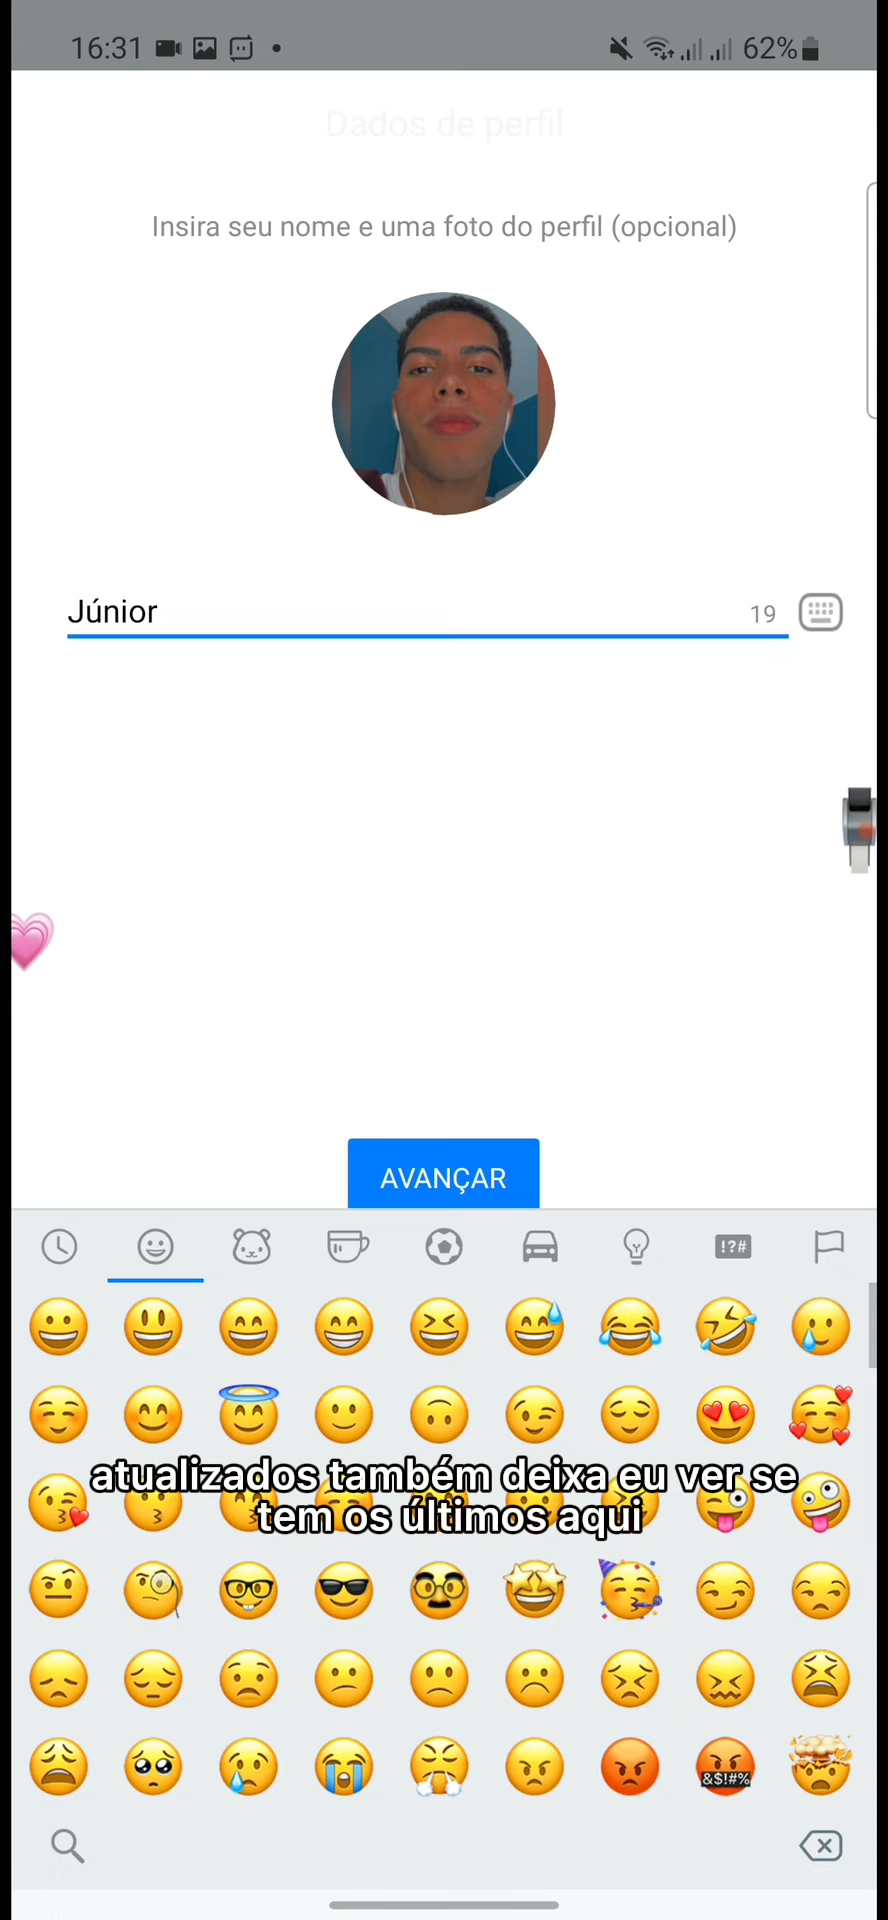 16:31
62%
Dados de perfil
Insira seu nome e uma foto do perfil (opcional)
Júnior
19
AVANÇAR
!?#
atualizados também deixa eu ver se
tem os últimos aqui
&$!#%